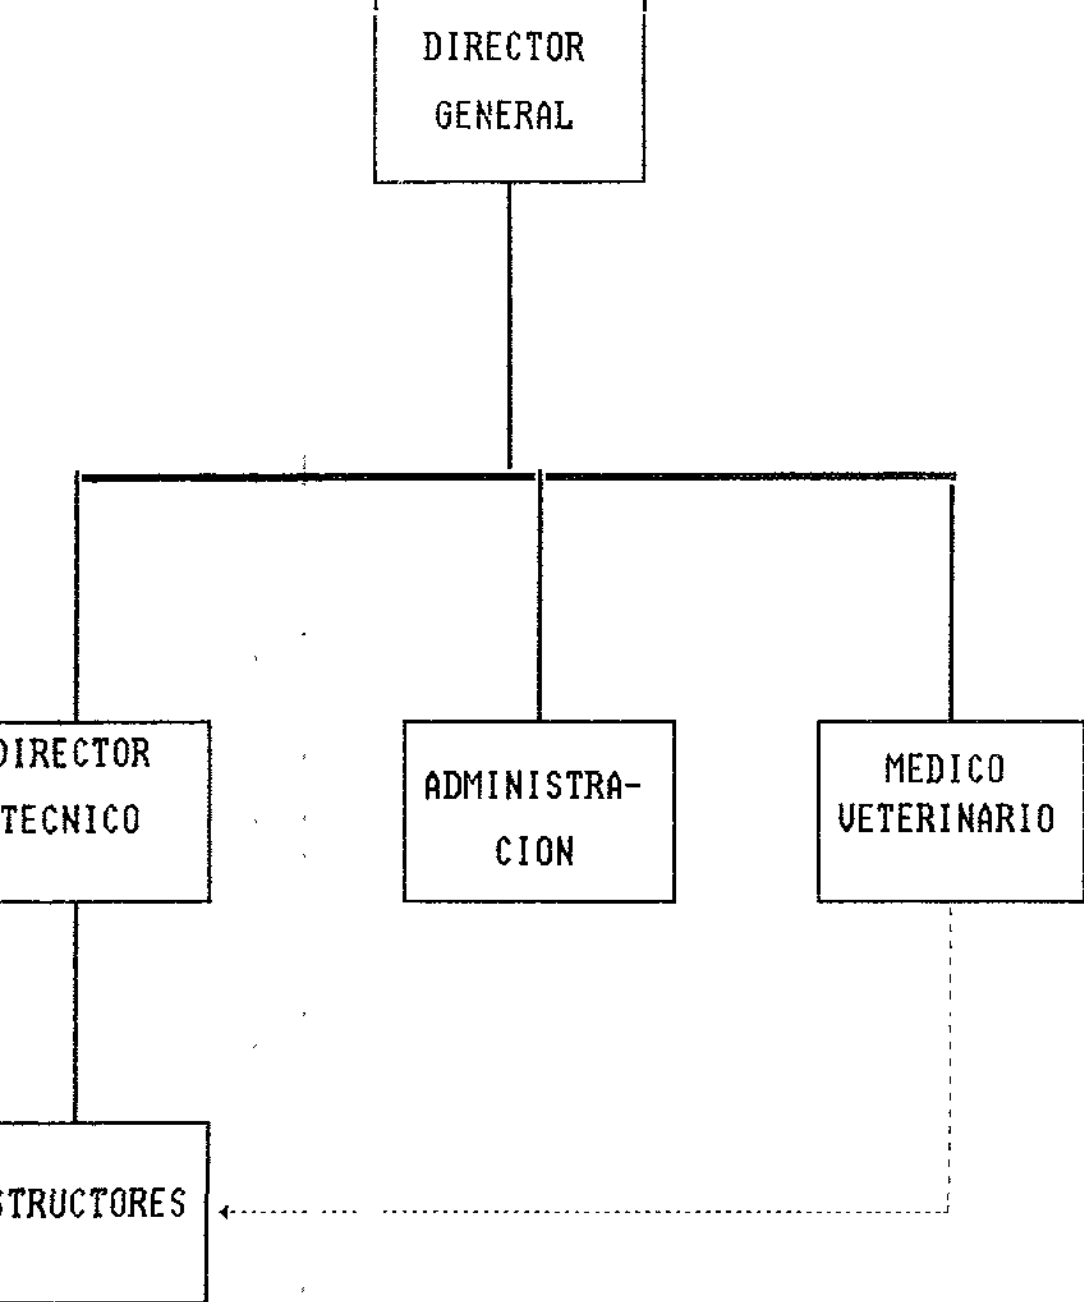 DIRECTOR
GENERAL
DIRECTOR
TECNICO
ADMINISTRA-
CION
MEDICO
VETERINARIO
STRUCTORES